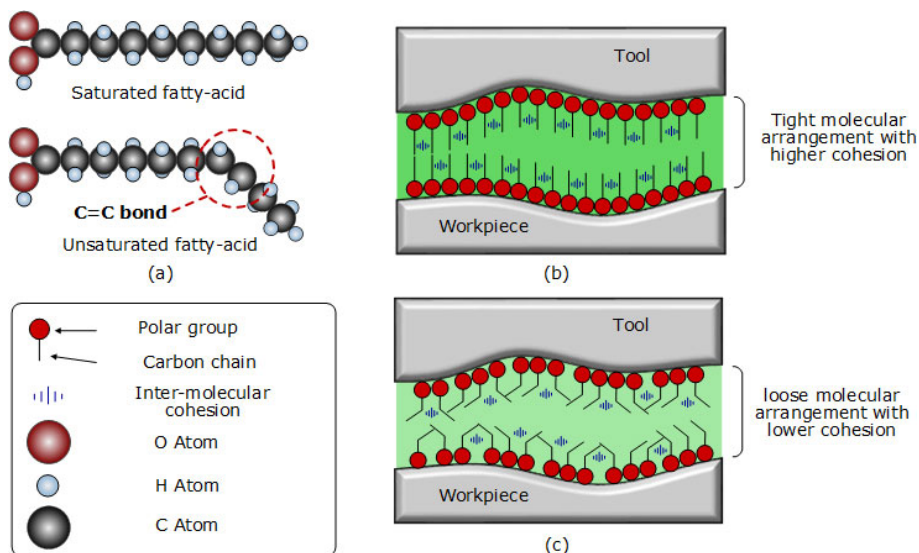 Saturated fatty-acid
C=C bond
Unsaturated fatty-acid
(a)
Tool
Workpiece
Tight molecular
arrangement with
higher cohesion
(b)
Polar group
Carbon chain
Inter-molecular
cohesion
O Atom
H Atom
C Atom
Tool
Workpiece
loose molecular
arrangement with
lower cohesion
(c)